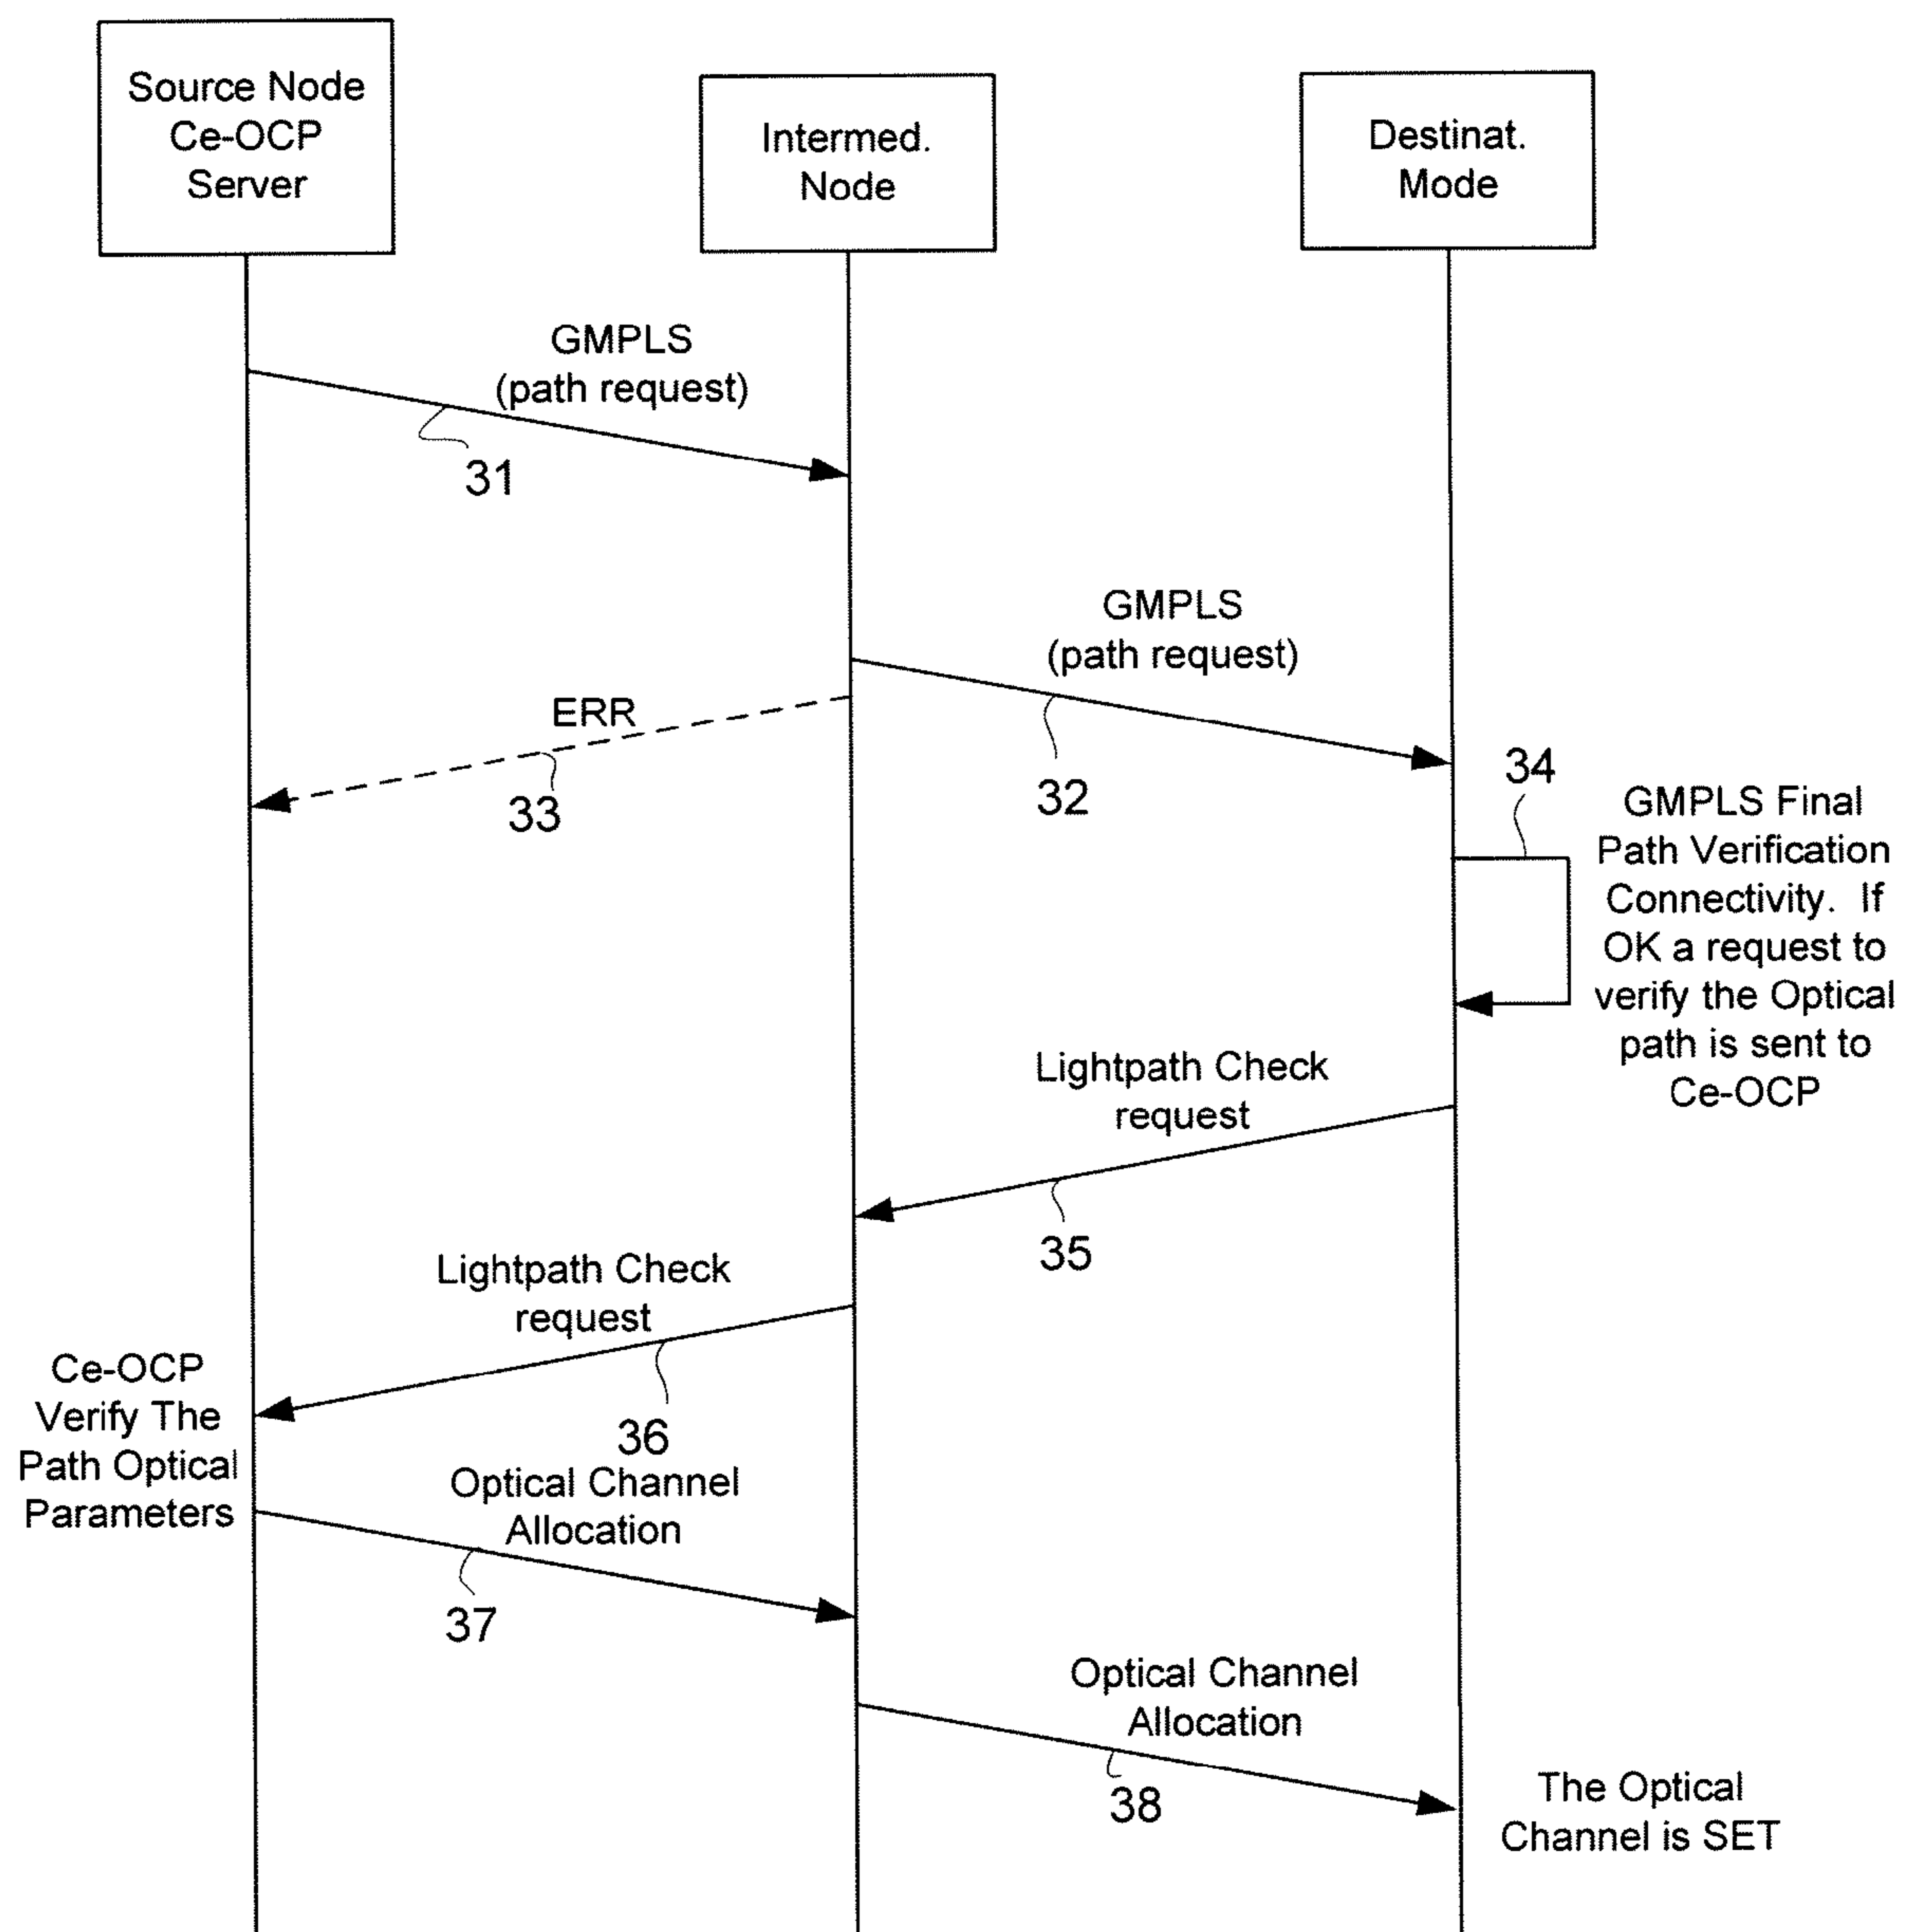 Source Node
Ce-OCP
Server
Intermed.
Node
Destinat.
Mode
GMPLS
(path request)
31
GMPLS
(path request)
32
ERR
33
34
GMPLS Final
Path Verification
Connectivity. If
OK a request to
verify the Optical
path is sent to
Ce-OCP
Lightpath Check
request
35
Lightpath Check
request
36
Ce-OCP
Verify The
Path Optical
Parameters
Optical Channel
Allocation
37
Optical Channel
Allocation
38
The Optical
Channel is SET